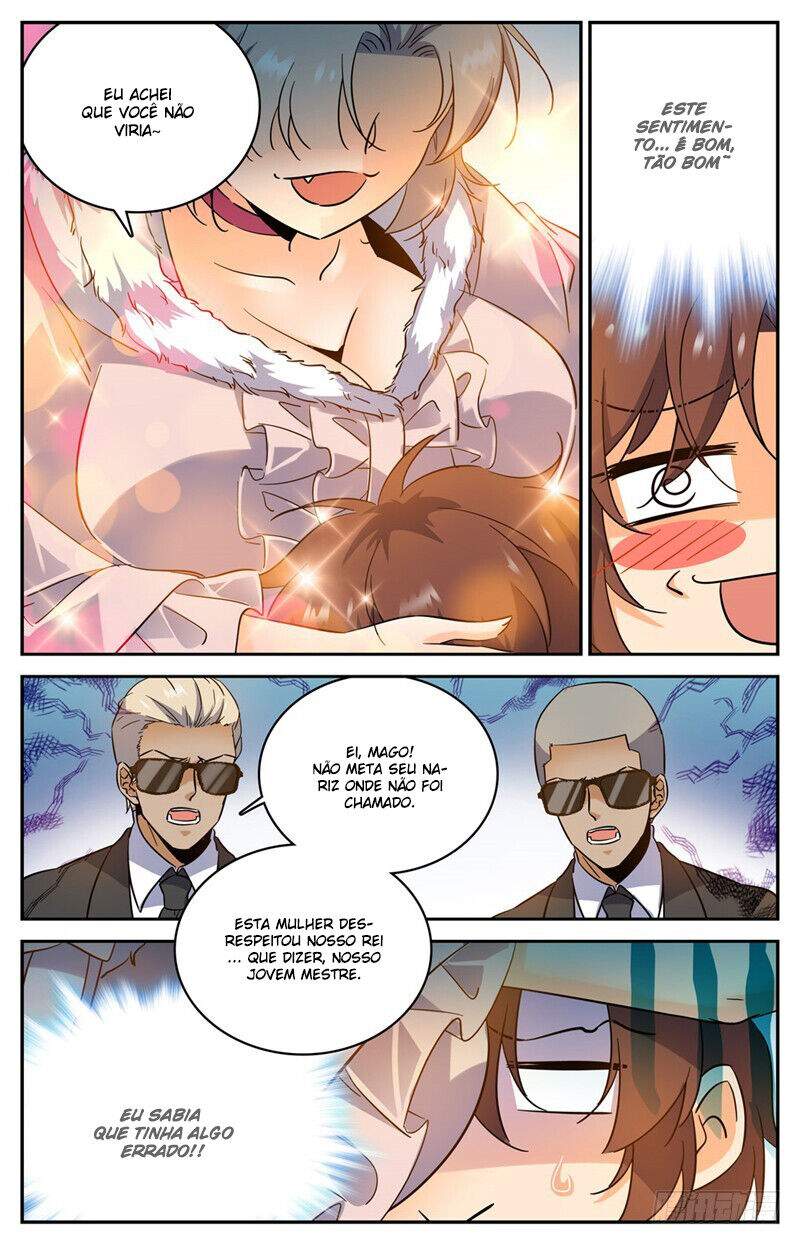 EU ACHEI
QUE VOCÊ NÃO
VIRIA~
ESTE
SENTIMEN-
TO... É BOM,
TÃO BOM~
EI, MAGO!
NÃO META SEU NA-
RIZ ONDE NÃO FOI
CHAMADO.
ESTA MULHER DES-
RESPEITOU NOSSO REI
... QUE DIZER, NOSSO
JOVEM MESTRE.
EU SABIA
QUE TINHA ALGO
ERRADO!!